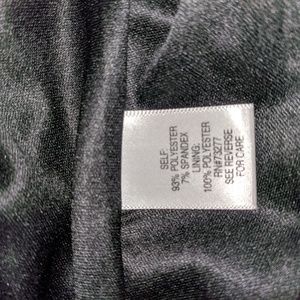 SELF:
93% POLYESTER
7% SPANDEX
LINING:
100% POLYESTER
RN#73277
SEE REVERSE
FOR CARE